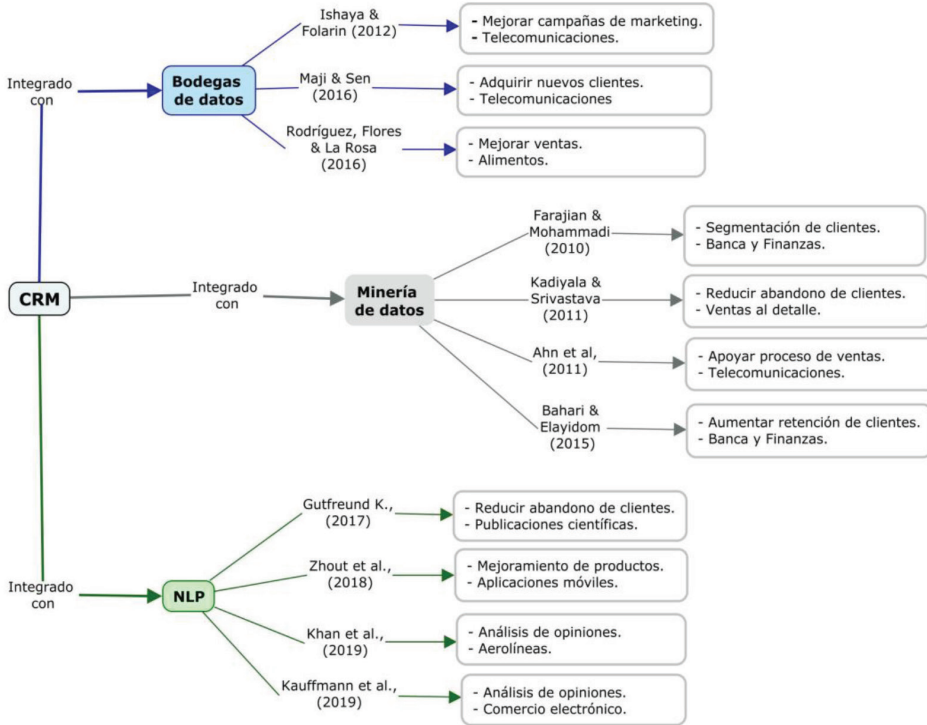 Ishaya &
Folarin (2012)
- Mejorar campañas de marketing.
- Telecomunicaciones.
Integrado
con
Bodegas
de datos
Maji & Sen
(2016)
- Adquirir nuevos clientes.
- Telecomunicaciones
Rodríguez, Flores
& La Rosa
(2016)
- Mejorar ventas.
- Alimentos.
Farajian &
Mohammadi
(2010)
- Segmentación de clientes.
- Banca y Finanzas.
CRM
Integrado
con
Minería
de datos
Kadiyala &
Srivastava
(2011)
- Reducir abandono de clientes.
- Ventas al detalle.
Ahn et al,
(2011)
- Apoyar proceso de ventas.
- Telecomunicaciones.
Bahari &
Elayidom
(2015)
- Aumentar retención de clientes.
- Banca y Finanzas.
Gutfreund K.,
(2017)
- Reducir abandono de clientes.
- Publicaciones científicas.
Integrado
con
NLP
Zhout et al.,
(2018)
- Mejoramiento de productos.
- Aplicaciones móviles.
Khan et al.,
(2019)
- Análisis de opiniones.
- Aerolíneas.
Kauffmann et al.,
(2019)
- Análisis de opiniones.
- Comercio electrónico.